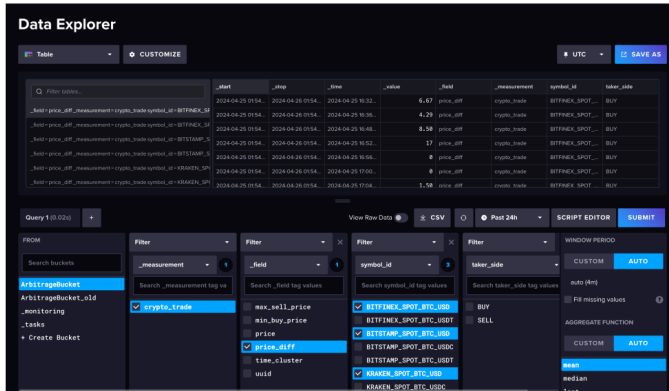 Data Explorer
Table
CUSTOMIZE
UTC
SAVE AS
Filter tables...
_field=price_diff _measurement=crypto_trade symbol_id=BITFINEX_SF
_field=price_diff _measurement=crypto_trade symbol_id=BITFINEX_SF
_field=price_diff _measurement=crypto_trade symbol_id=BITSTAMP_S
_field=price_diff _measurement=crypto_trade symbol_id=BITSTAMP_S
_field=price_diff _measurement=crypto_trade symbol_id=KRAKEN_SP
_field=price_diff _measurement=crypto_trade symbol_id=KRAKEN_SP
_start _stop _time _value _field _measurement symbol_id taker_side
2024-04-25 01:54... 2024-04-26 01:54... 2024-04-25 16:32... 6.67 price_diff crypto_trade BITFINEX_SPOT_... BUY
2024-04-25 01:54... 2024-04-26 01:54... 2024-04-25 16:36... 4.29 price_diff crypto_trade BITFINEX_SPOT_... BUY
2024-04-25 01:54... 2024-04-26 01:54... 2024-04-25 16:48... 8.50 price_diff crypto_trade BITFINEX_SPOT_... BUY
2024-04-25 01:54... 2024-04-26 01:54... 2024-04-25 16:52... 17 price_diff crypto_trade BITFINEX_SPOT_... BUY
2024-04-25 01:54... 2024-04-26 01:54... 2024-04-25 16:56... 0 price_diff crypto_trade BITFINEX_SPOT_... BUY
2024-04-25 01:54... 2024-04-26 01:54... 2024-04-25 17:00... 0 price_diff crypto_trade BITFINEX_SPOT_... BUY
2024-04-25 01:54... 2024-04-26 01:54... 2024-04-25 17:04... 1.50 price_diff crypto_trade BITFINEX_SPOT_... BUY
Query 1 (0.02s)
+
View Raw Data
CSV
Past 24h
SCRIPT EDITOR
SUBMIT
FROM
Search buckets
ArbitrageBucket
ArbitrageBucket_old
_monitoring
_tasks
+ Create Bucket
Filter
_measurement 1
Search _measurement tag va
crypto_trade
Filter
_field 1
Search _field tag values
max_sell_price
min_buy_price
price
price_diff
time_cluster
uuid
Filter
symbol_id 3
Search symbol_id tag values
BITFINEX_SPOT_BTC_USD
BITFINEX_SPOT_BTC_USDT
BITSTAMP_SPOT_BTC_USD
BITSTAMP_SPOT_BTC_USDC
BITSTAMP_SPOT_BTC_USDT
KRAKEN_SPOT_BTC_USD
KRAKEN_SPOT_BTC_USDC
Filter
taker_side
Search taker_side tag values
BUY
SELL
WINDOW PERIOD
CUSTOM AUTO
auto (4m)
Fill missing values
AGGREGATE FUNCTION
CUSTOM AUTO
mean
median